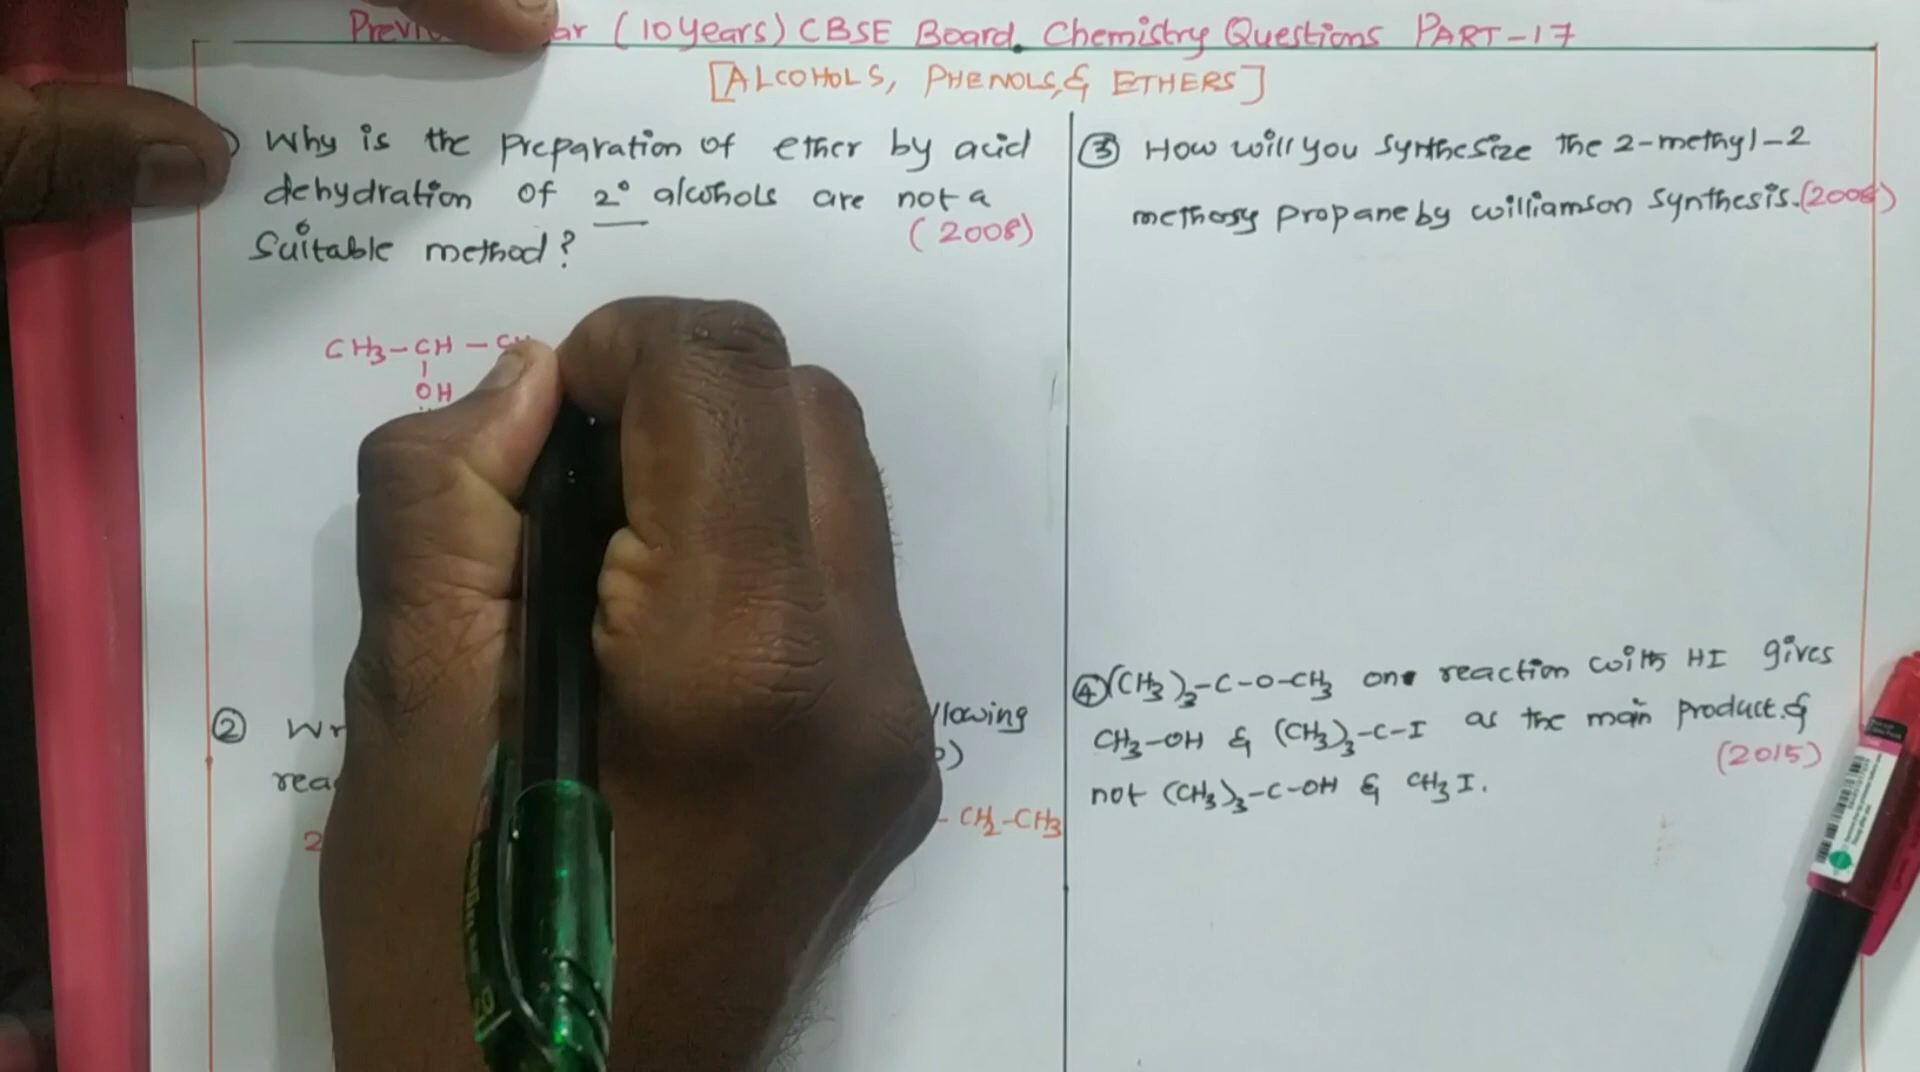 (10 years) CBSE Board Chemistry Questions PART-17
[ALCOHOLS, PHENOLS, & ETHERS]
Why is the preparation of ether by acid
dehydration of 2° alcohols are not a
Suitable method? (2008)
CH3-CH-
OH
②
2
CH2-CH3
③ How will you synthesize the 2-methyl-2
methoxy propane by williamson synthesis. (2008)
④ (CH3)3-C-O-CH3 on reaction with HI gives
CH3-OH & (CH3)3-C-I as the main product &
(2015)
not (CH3)3-C-OH & CH3I.